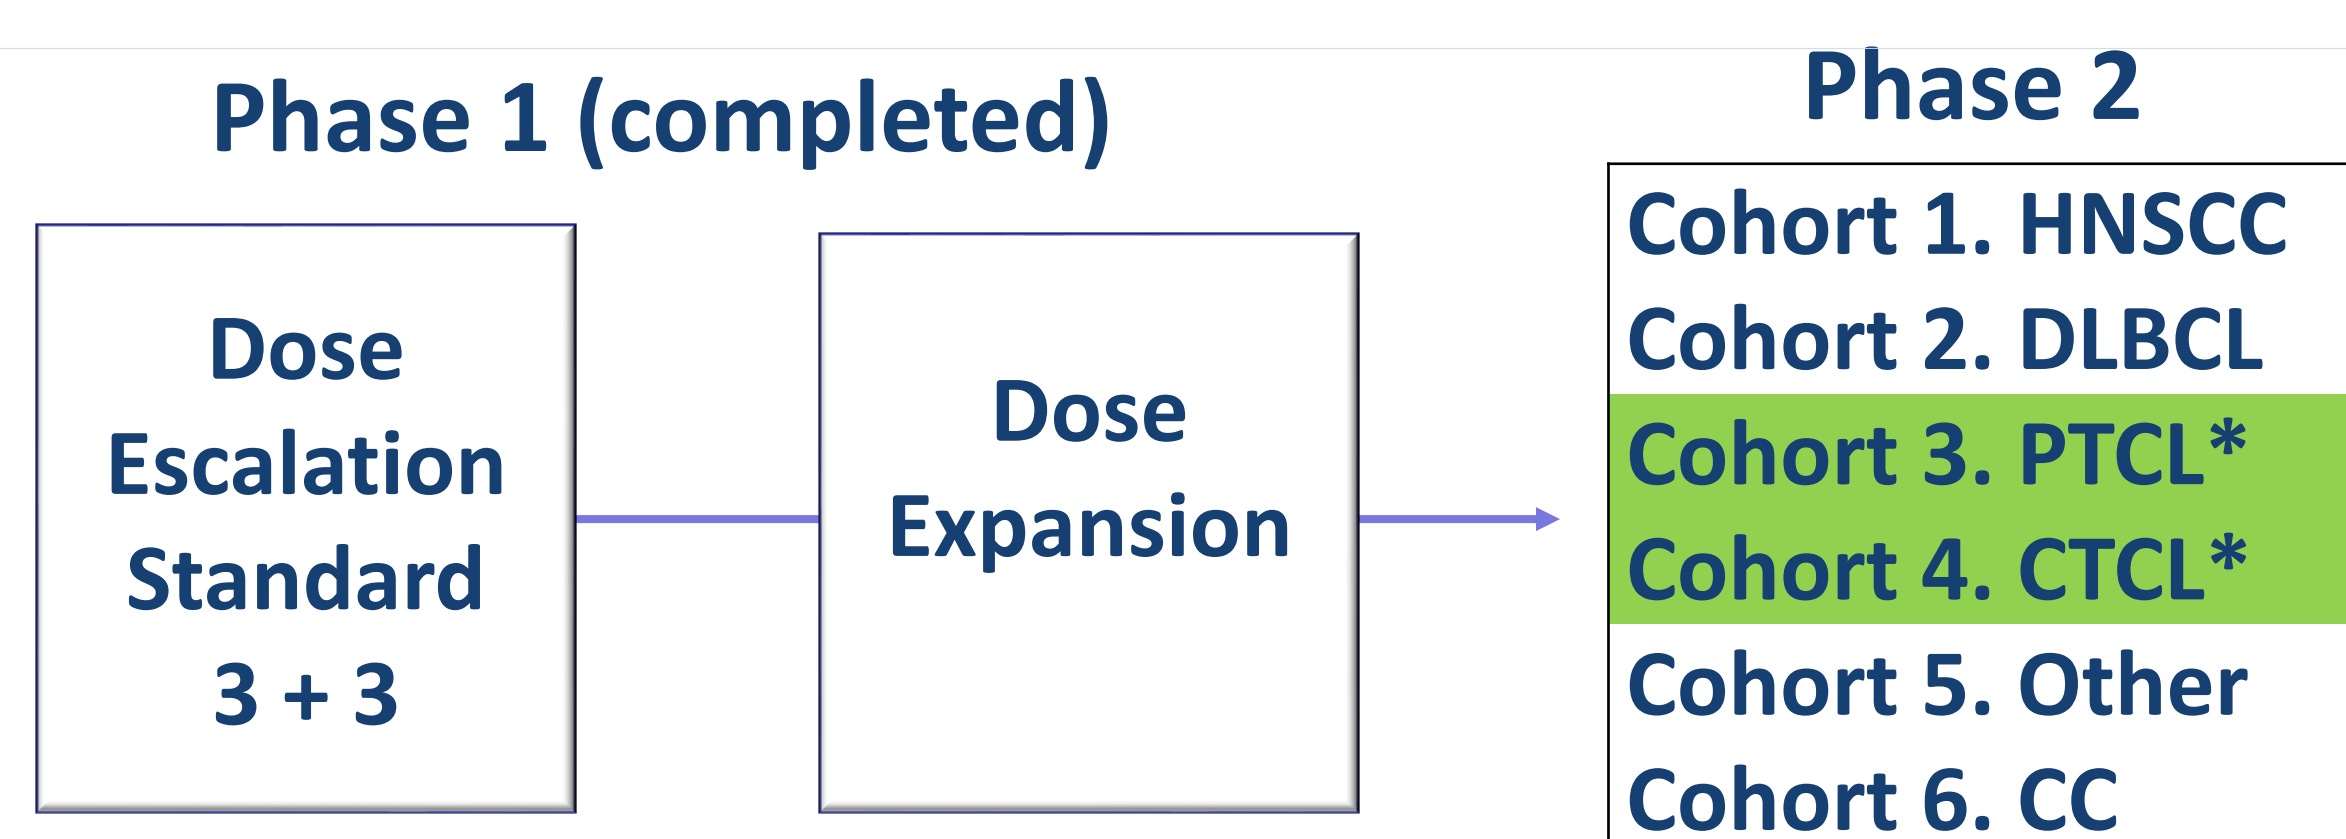 Phase 1 (completed)
Dose
Escalation
Standard
3 + 3
Dose
Expansion
Phase 2
Cohort 1. HNSCC
Cohort 2. DLBCL
Cohort 3. PTCL*
Cohort 4. CTCL*
Cohort 5. Other
Cohort 6. CC